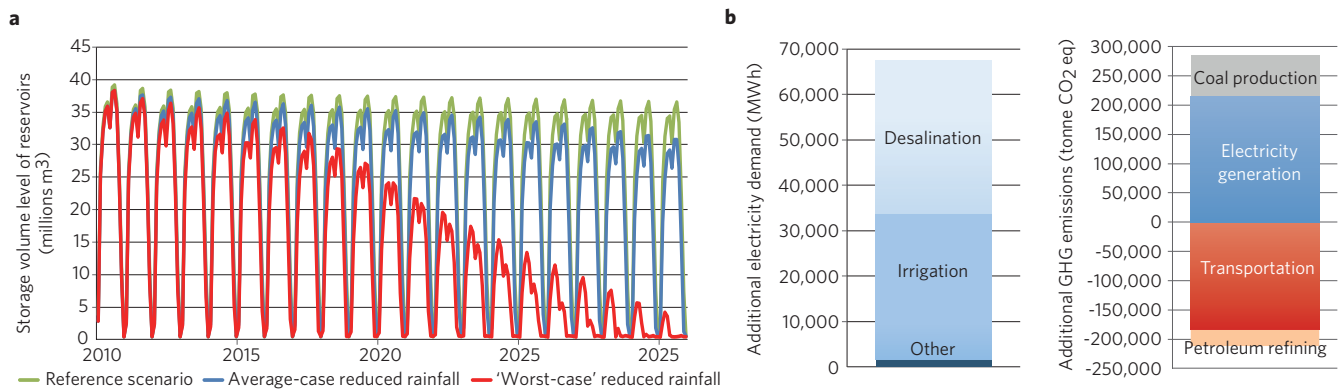 a
Storage volume level of reservoirs
(millions m3)
45
40
35
30
25
20
15
10
5
0
2010
2015
2020
2025
2025
Reference scenario
Average-case reduced rainfall
'Worst-case' reduced rainfall
b
Additional electricity demand (MWh)
70,000
60,000
50,000
40,000
30,000
20,000
10,000
0
Desalination
Irrigation
Other
Additional GHG emissions (tonne CO2 eq)
300,000
250,000
200,000
150,000
100,000
50,000
0
-50,000
-100,000
-150,000
-200,000
-250,000
Coal production
Electricity
generation
Transportation
Petroleum refining